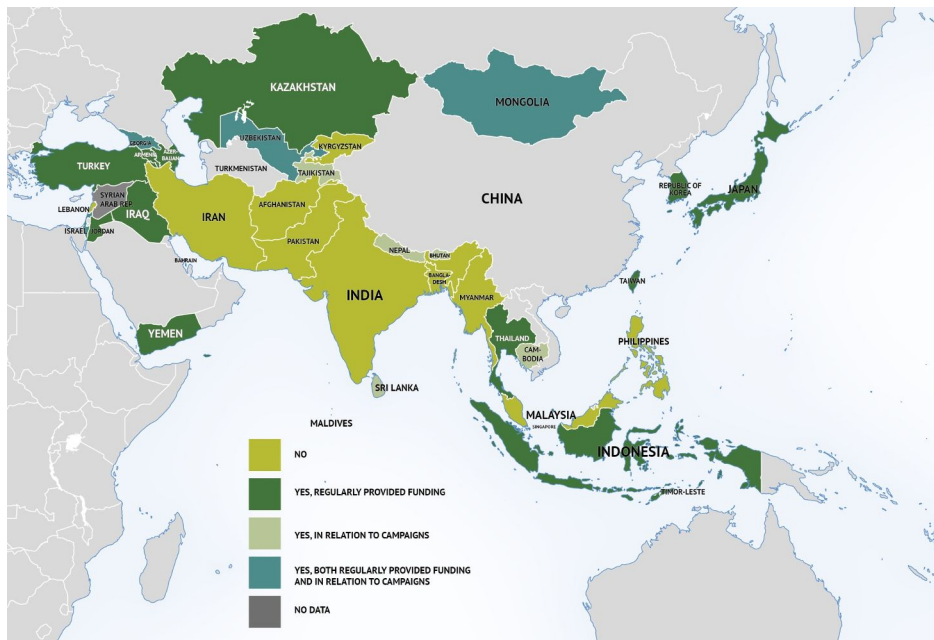 KAZAKHSTAN
MONGOLIA
GEORGIA
UZBEKISTAN
KYRGYZSTAN
ARMENIA
AZER-
BAIJAN
TURKEY
TURKMENISTAN
TAJIKISTAN
REPUBLIC OF
KOREA
JAPAN
SYRIAN
ARAB REP
CHINA
LEBANON
IRAQ
IRAN
AFGHANISTAN
ISRAEL
JORDAN
PAKISTAN
NEPAL
BHUTAN
BAHRAIN
BANGLA-
DESH
TAIWAN
INDIA
MYANMAR
YEMEN
THAILAND
PHILIPPINES
CAM-
BODIA
SRI LANKA
MALAYSIA
SINGAPORE
MALDIVES
INDONESIA
NO
YES, REGULARLY PROVIDED FUNDING
TIMOR-LESTE
YES, IN RELATION TO CAMPAIGNS
YES, BOTH REGULARLY PROVIDED FUNDING
AND IN RELATION TO CAMPAIGNS
NO DATA